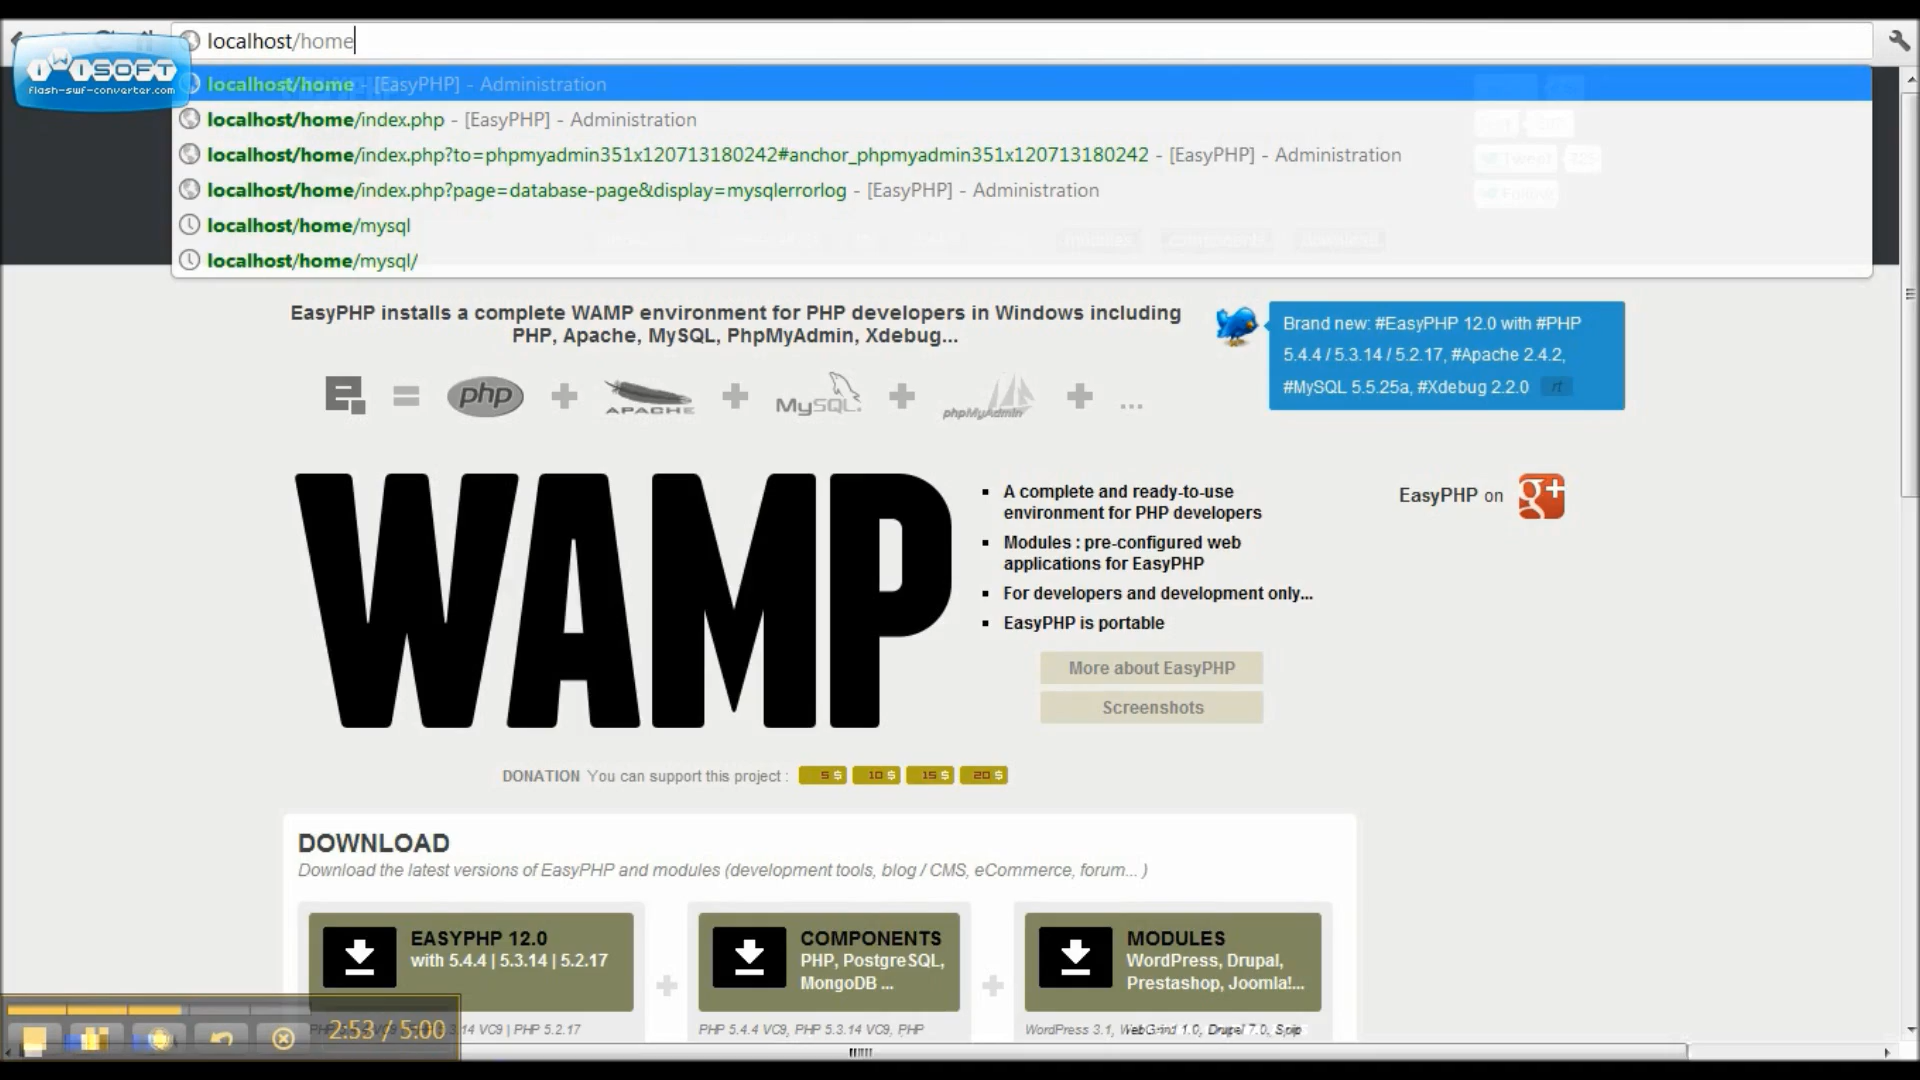 localhost/home
iWiSOFT
flash-swf-converter.com
localhost/home - [EasyPHP] - Administration
localhost/home/index.php - [EasyPHP] - Administration
localhost/home/index.php?to=phpmyadmin351x120713180242#anchor_phpmyadmin351x120713180242 - [EasyPHP] - Administration
localhost/home/index.php?page=database-page&display=mysqlerrorlog - [EasyPHP] - Administration
localhost/home/mysql
localhost/home/mysql/
EasyPHP installs a complete WAMP environment for PHP developers in Windows including
PHP, Apache, MySQL, PhpMyAdmin, Xdebug...
Brand new: #EasyPHP 12.0 with #PHP
5.4.4 / 5.3.14 / 5.2.17, #Apache 2.4.2,
#MySQL 5.5.25a, #Xdebug 2.2.0 rt
= php + APACHE + MySQL + phpMyAdmin + ...
WAMP
A complete and ready-to-use
environment for PHP developers
Modules : pre-configured web
applications for EasyPHP
For developers and development only...
EasyPHP is portable
More about EasyPHP
Screenshots
EasyPHP on g+
DONATION You can support this project : 5 $ 10 $ 15 $ 20 $
DOWNLOAD
Download the latest versions of EasyPHP and modules (development tools, blog / CMS, eCommerce, forum... )
EASYPHP 12.0
with 5.4.4 | 5.3.14 | 5.2.17
+
COMPONENTS
PHP, PostgreSQL,
MongoDB ...
+
MODULES
WordPress, Drupal,
Prestashop, Joomla!...
VC9 | PHP 5.2.17
PHP 5.4.4 VC9, PHP 5.3.14 VC9, PHP
WordPress 3.1, WebGrind 1.0, Drupal 7.0, Spip
2:53 / 5:00